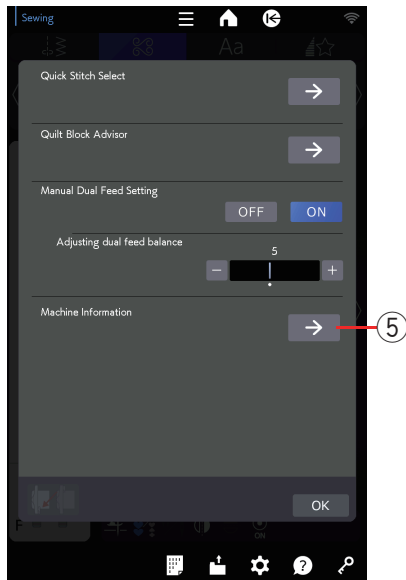 Sewing
Aa
Quick Stitch Select
Quilt Block Advisor
Manual Dual Feed Setting
OFF ON
Adjusting dual feed balance
5
− +
Machine Information
5
OK
F
ON
?